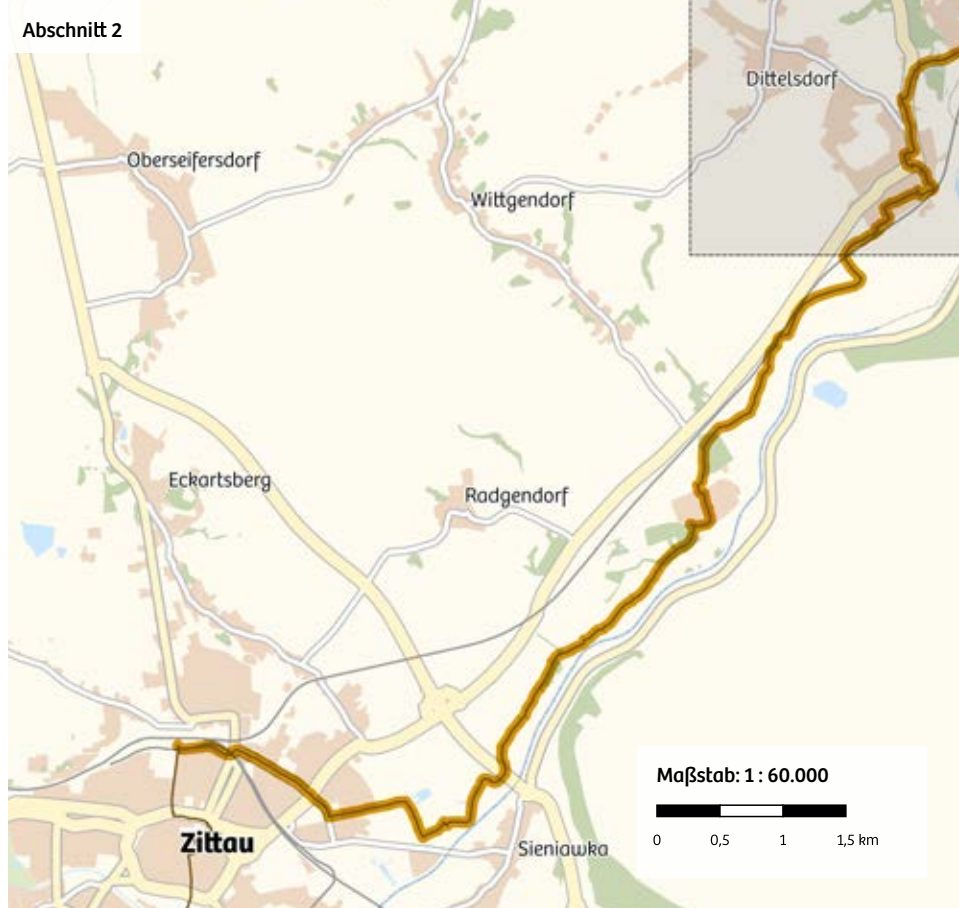 Abschnitt 2
Dittelsdorf
Oberseifersdorf
Wittgendorf
Eckartsberg
Radgendorf
Maßstab: 1 : 60.000
0 0,5 1 1,5 km
Zittau
Sieniawka